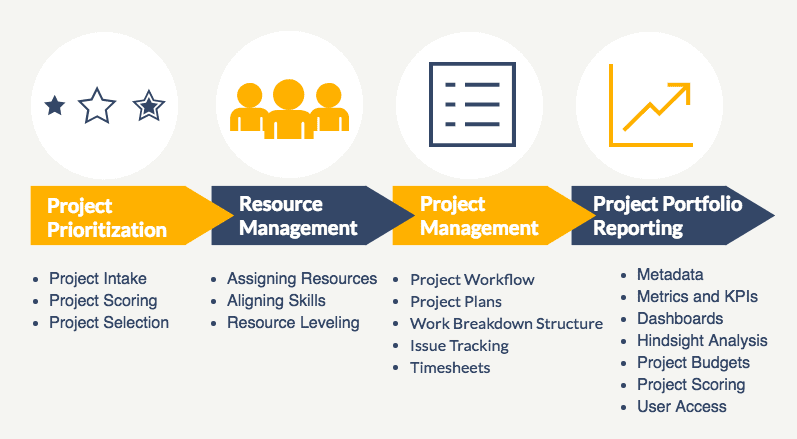 Project
Prioritization
Resource
Management
Project
Management
Project Portfolio
Reporting
• Project Intake
• Project Scoring
• Project Selection
• Assigning Resources
• Aligning Skills
• Resource Leveling
• Project Workflow
• Project Plans
• Work Breakdown Structure
• Issue Tracking
• Timesheets
• Metadata
• Metrics and KPIs
• Dashboards
• Hindsight Analysis
• Project Budgets
• Project Scoring
• User Access